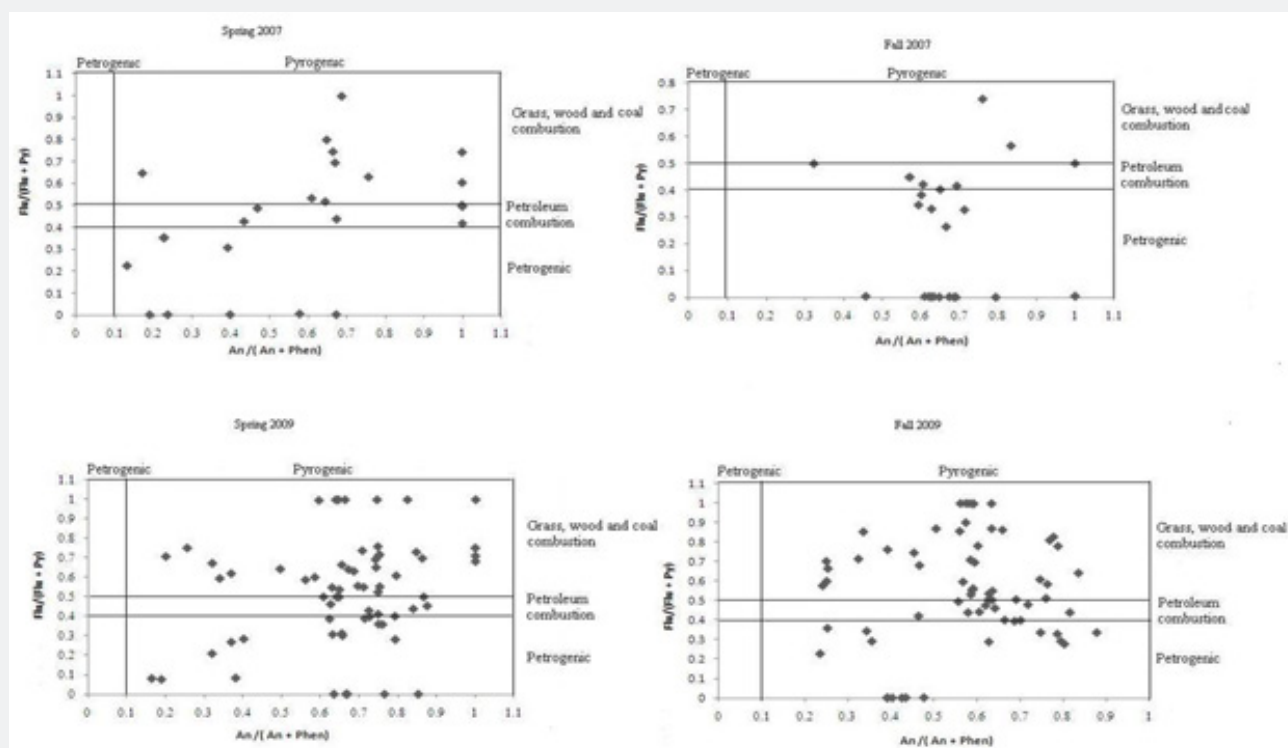 Spring 2007
Petrogenic Pyrogenic
1.1
1
0.9
0.8
0.7
0.6
0.5
0.4
0.3
0.2
0.1
0
Flu/(Flu + Py)
Grass, wood and coal
combustion
Petroleum
combustion
Petrogenic
0 0.1 0.2 0.3 0.4 0.5 0.6 0.7 0.8 0.9 1 1.1
An /( An + Phen)
Fall 2007
Petrogenic Pyrogenic
0.8
0.7
0.6
0.5
0.4
0.3
0.2
0.1
0
Flu/(Flu + Py)
Grass, wood and coal
combustion
Petroleum
combustion
Petrogenic
0 0.1 0.2 0.3 0.4 0.5 0.6 0.7 0.8 0.9 1 1.1
An /( An + Phen)
Spring 2009
Petrogenic Pyrogenic
1.1
1
0.9
0.8
0.7
0.6
0.5
0.4
0.3
0.2
0.1
0
Flu/(Flu + Py)
Grass, wood and coal
combustion
Petroleum
combustion
Petrogenic
0 0.1 0.2 0.3 0.4 0.5 0.6 0.7 0.8 0.9 1 1.1
An /( An + Phen)
Fall 2009
Petrogenic Pyrogenic
1.1
1
0.9
0.8
0.7
0.6
0.5
0.4
0.3
0.2
0.1
0
Flu/(Flu + Py)
Grass, wood and coal
combustion
Petroleum
combustion
Petrogenic
0 0.1 0.2 0.3 0.4 0.5 0.6 0.7 0.8 0.9 1
An /( An + Phen)